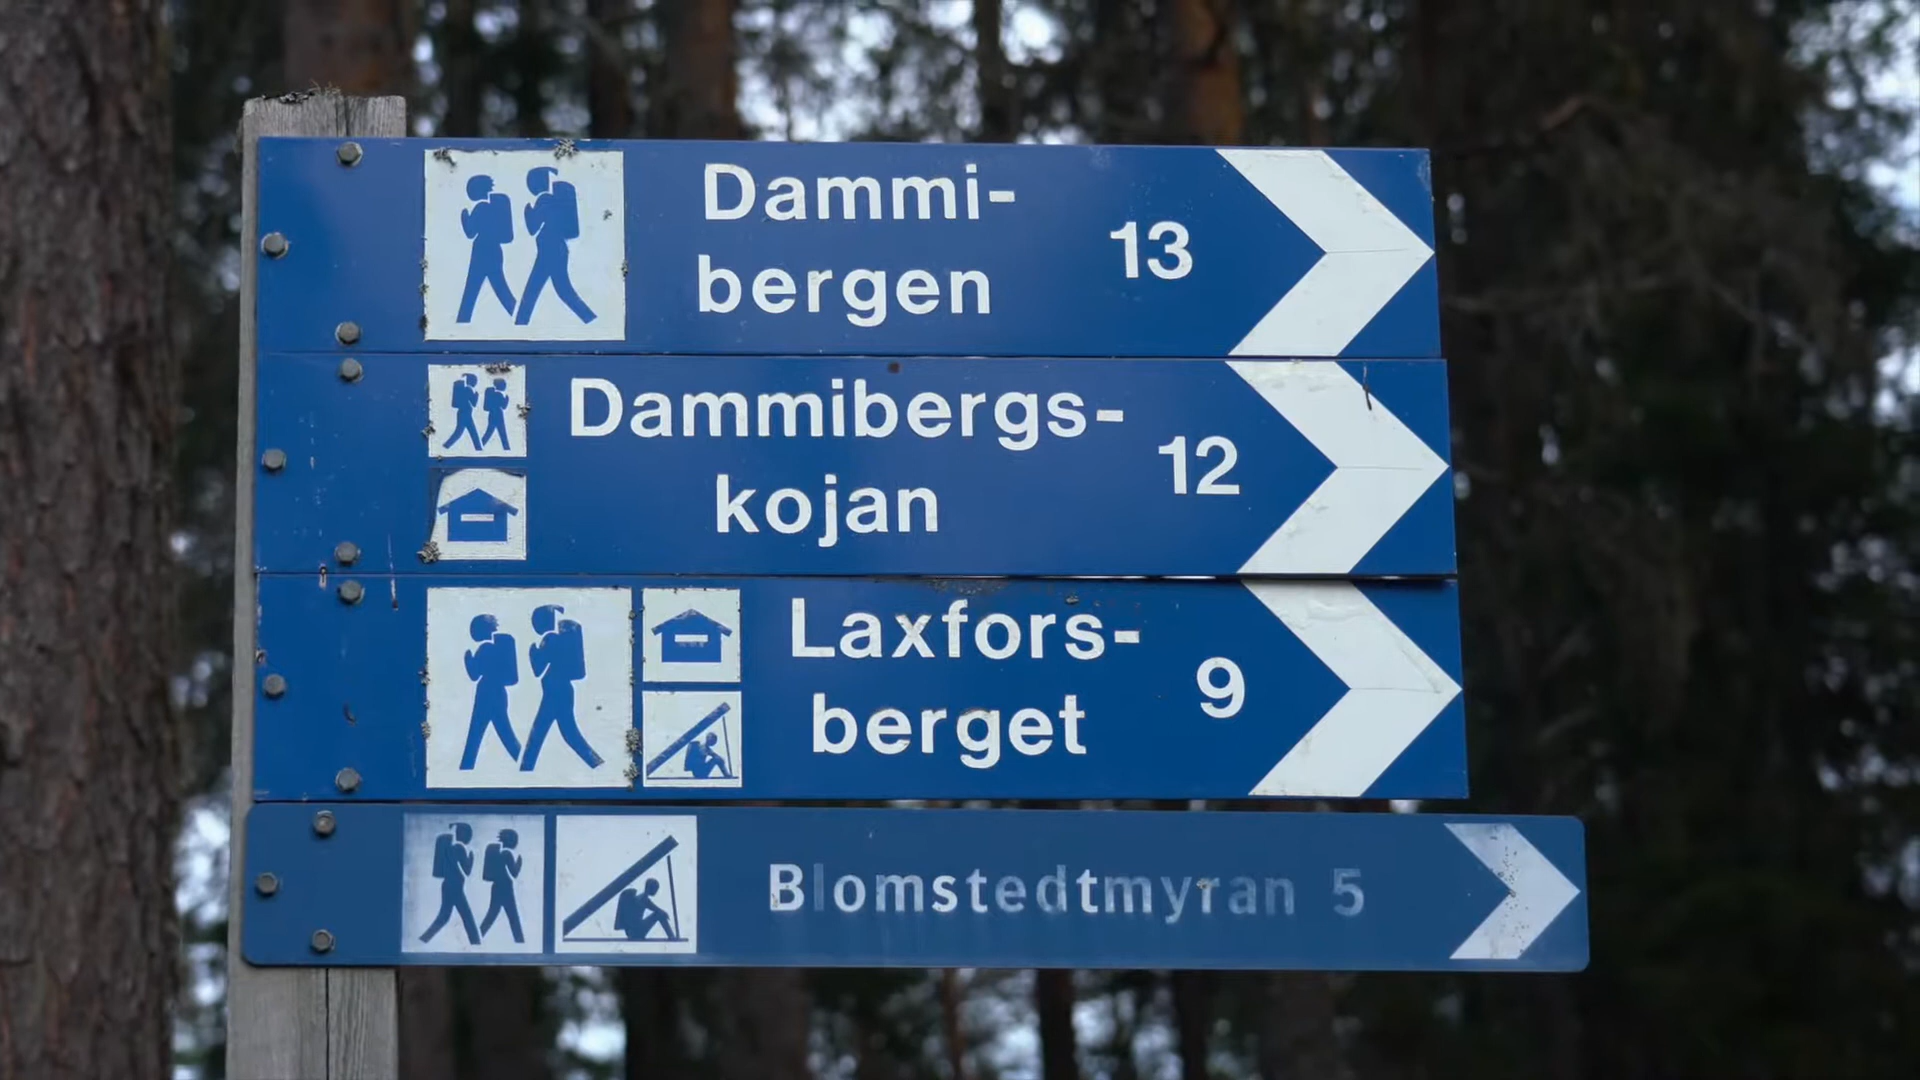 Dammi-
bergen
13
Dammibergs-
kojan
12
Laxfors-
berget
9
Blomstedtmyran 5